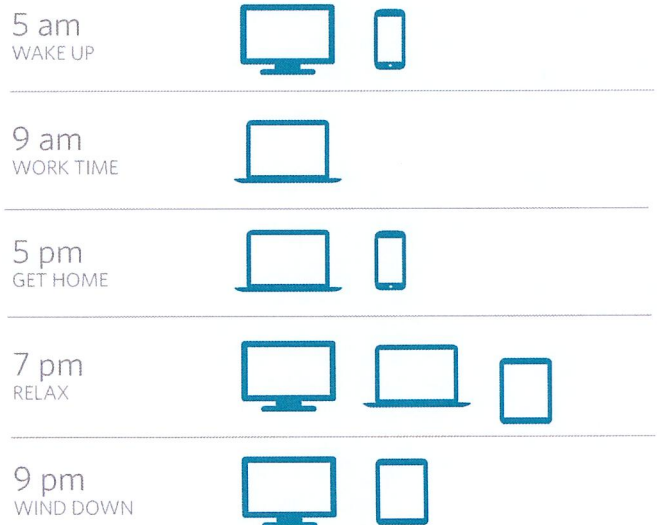 5 am
WAKE UP
9 am
WORK TIME
5 pm
GET HOME
7 pm
RELAX
9 pm
WIND DOWN